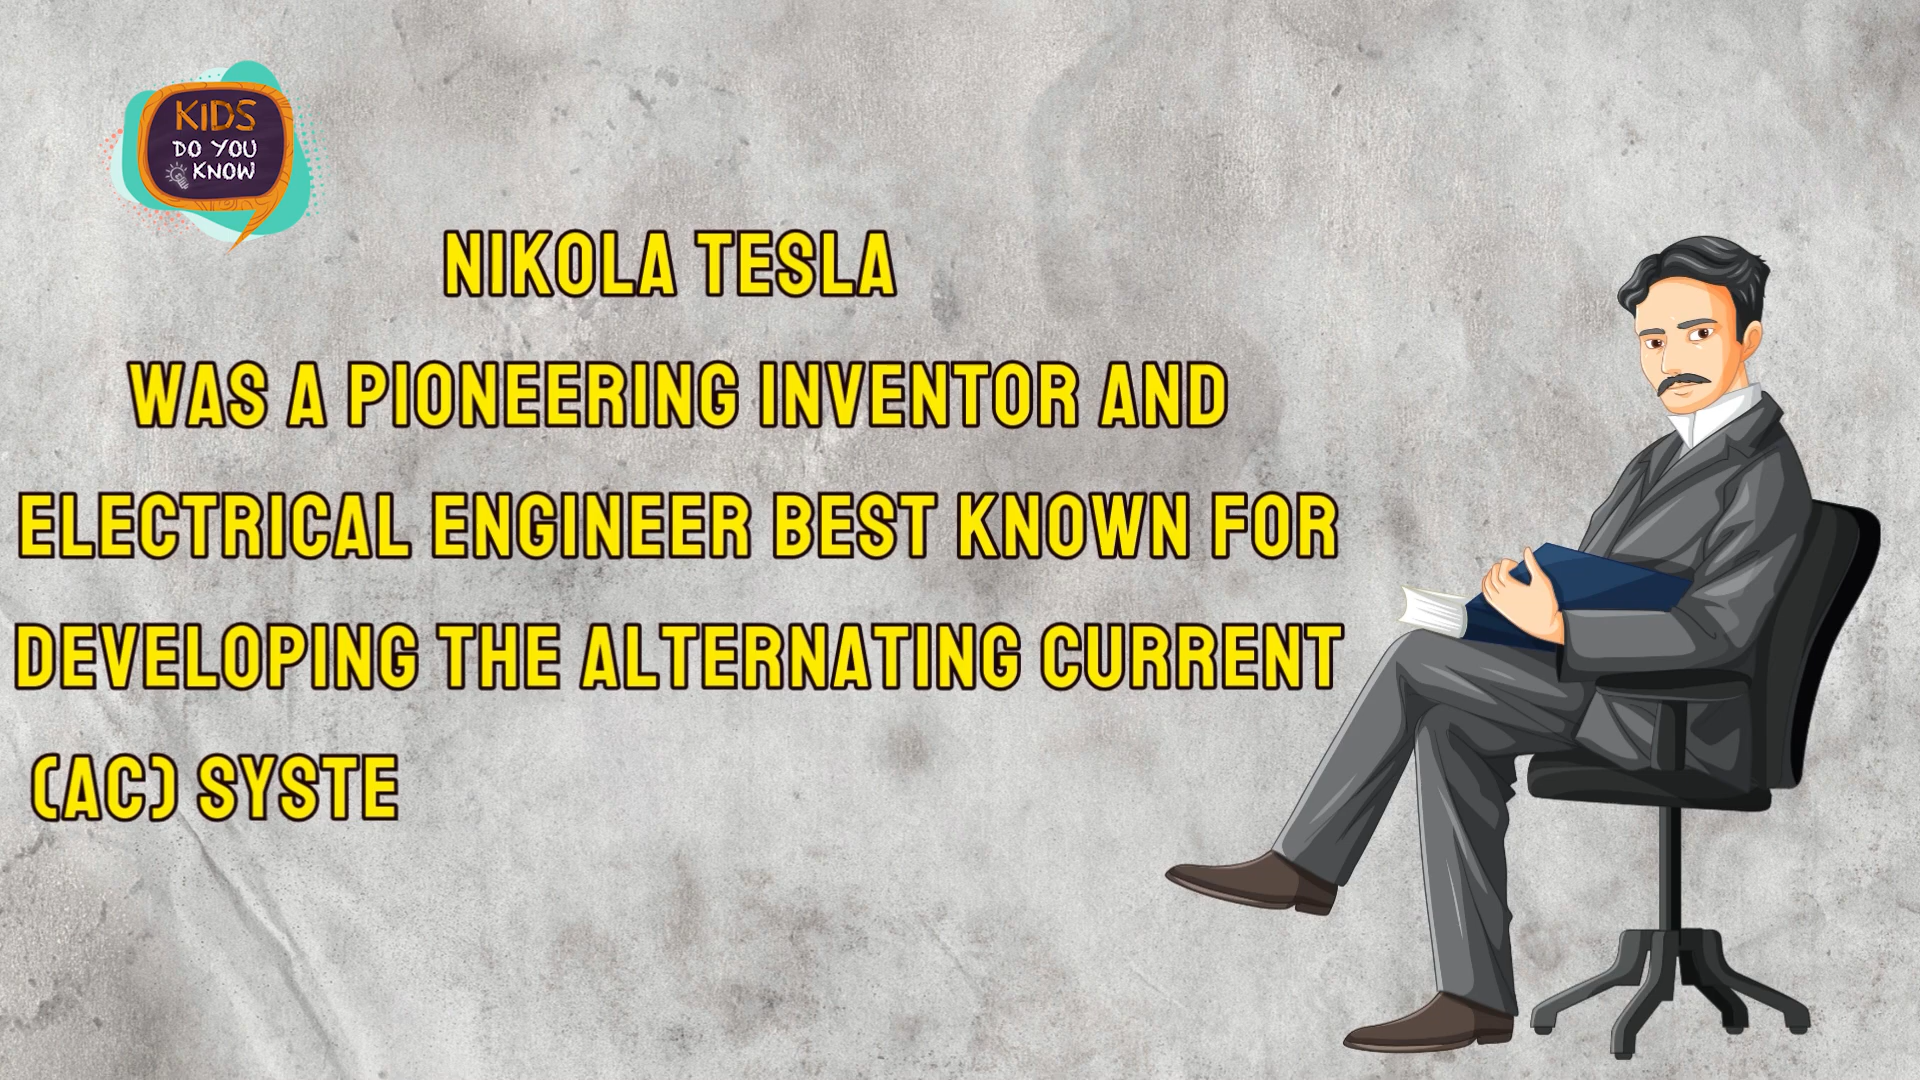 KIDS
DO YOU
KNOW
NIKOLA TESLA
WAS A PIONEERING INVENTOR AND
ELECTRICAL ENGINEER BEST KNOWN FOR
DEVELOPING THE ALTERNATING CURRENT
(AC) SYSTE